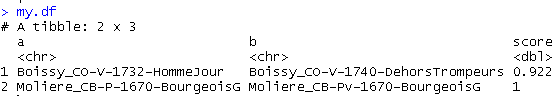 > my.df
# A tibble: 2 x 3
a b score
<chr> <chr> <dbl>
1 Boissy_CO-V-1732-HommeJour Boissy_CO-V-1740-DehorsTrompeurs 0.922
2 Moliere_CB-P-1670-BourgeoisG Moliere_CB-Pv-1670-BourgeoisG 1